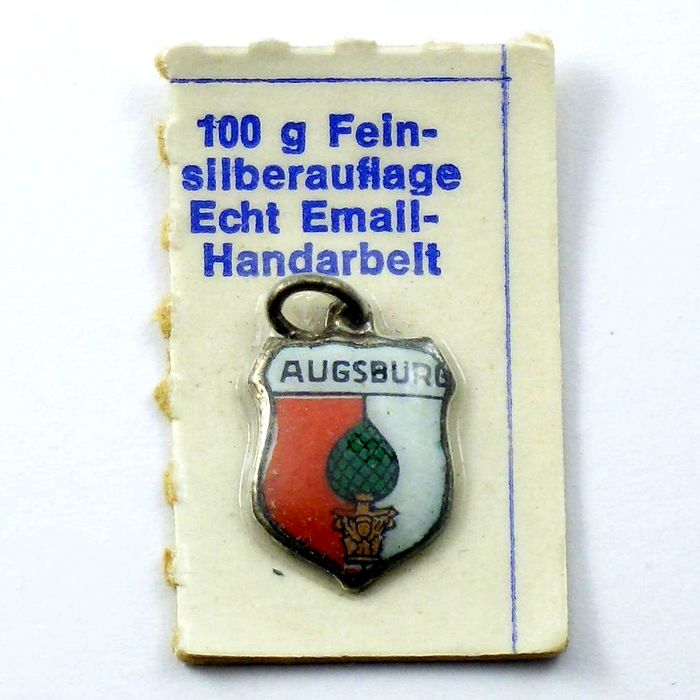 100 g Fein-
silberauflage
Echt Email-
Handarbeit
AUGSBURG